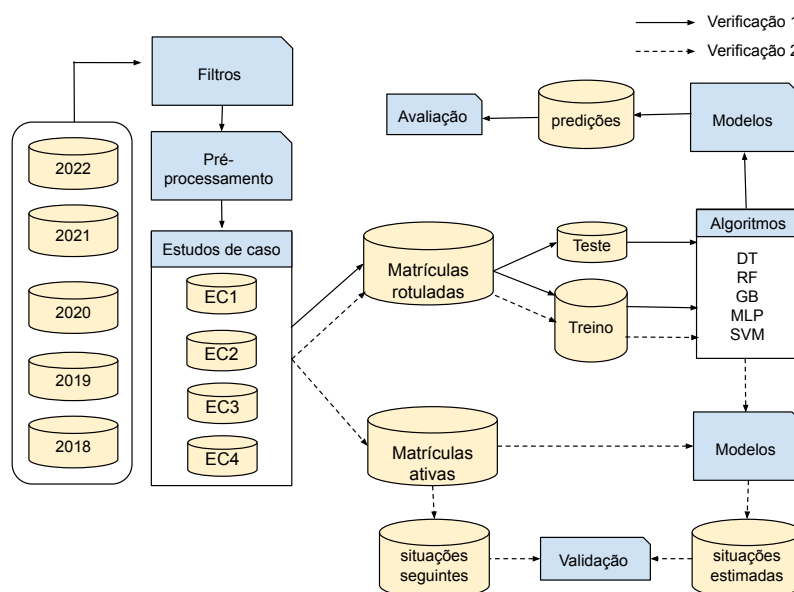 Verificação 1
Verificação 2
Filtros
Pré-
processamento
2022
2021
2020
2019
2018
Estudos de caso
EC1
EC2
EC3
EC4
Avaliação
predições
Modelos
Matrículas
rotuladas
Teste
Treino
Algoritmos
DT
RF
GB
MLP
SVM
Matrículas
ativas
Modelos
situações
seguintes
Validação
situações
estimadas